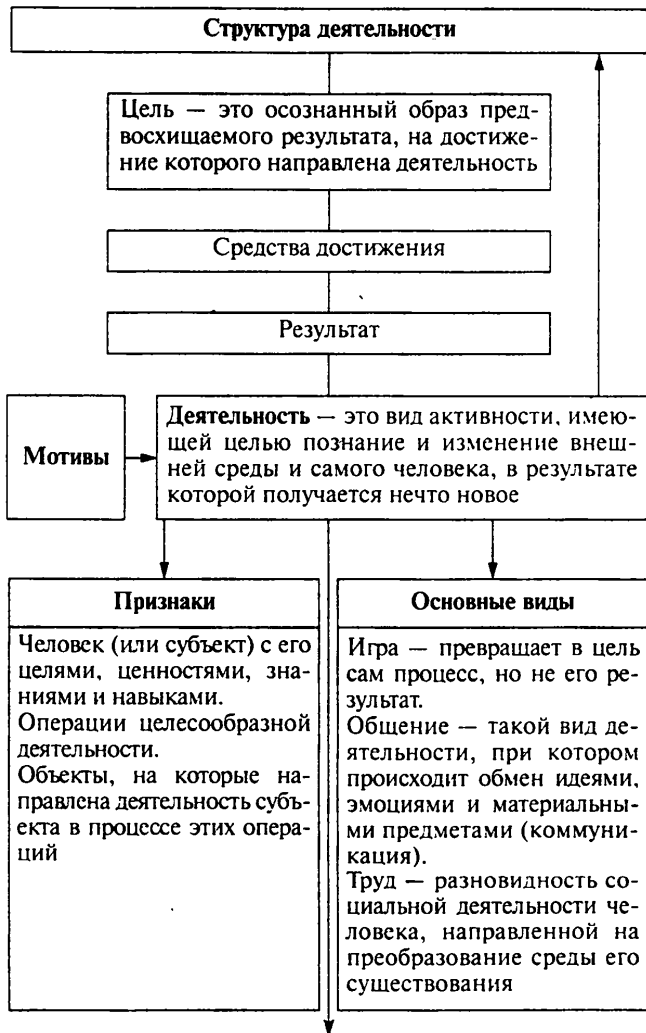 Структура деятельности
Цель — это осознанный образ пред-
восхищаемого результата, на достиже-
ние которого направлена деятельность
Средства достижения
Результат
Мотивы
Деятельность — это вид активности, имею-
щей целью познание и изменение внеш-
ней среды и самого человека, в результате
которой получается нечто новое
Признаки
Человек (или субъект) с его
целями, ценностями, зна-
ниями и навыками.
Операции целесообразной
деятельности.
Объекты, на которые на-
правлена деятельность субъ-
екта в процессе этих опера-
ций
Основные виды
Игра — превращает в цель
сам процесс, но не его ре-
зультат.
Общение — такой вид де-
ятельности, при котором
происходит обмен идеями,
эмоциями и материальны-
ми предметами (коммуни-
кация).
Труд — разновидность со-
циальной деятельности че-
ловека, направленной на
преобразование среды его
существования